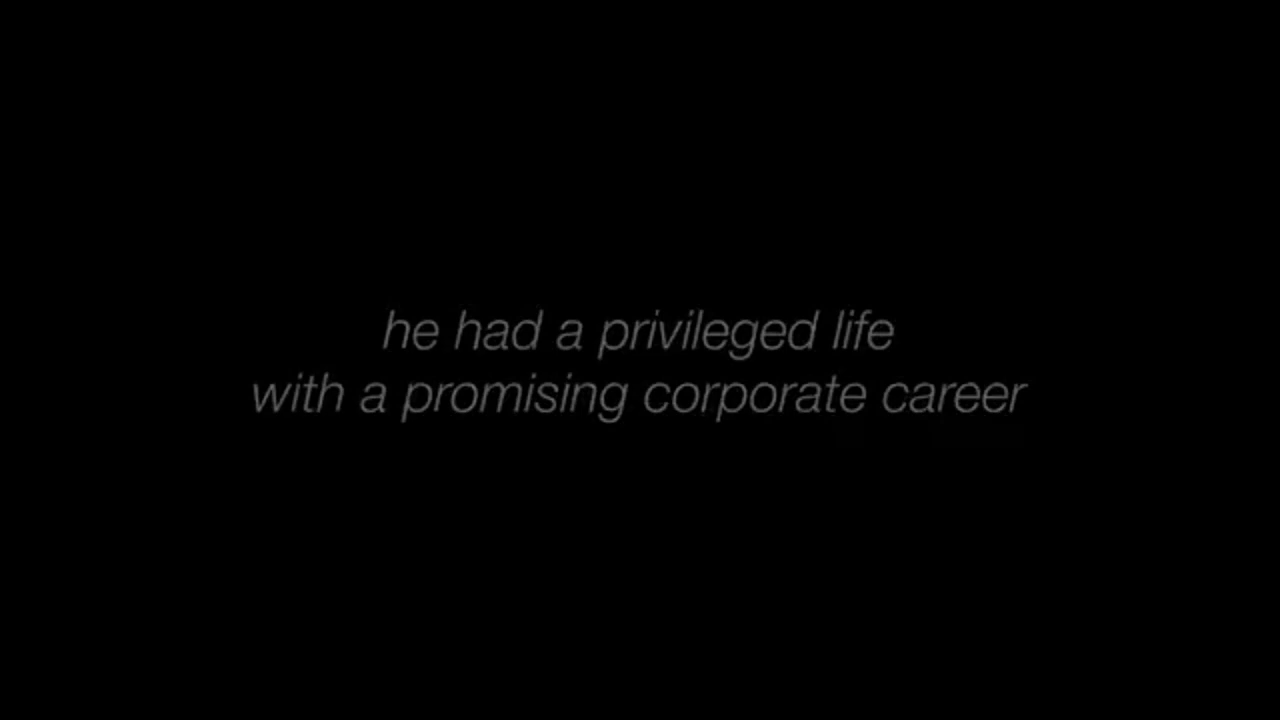 he had a privileged life
with a promising corporate career